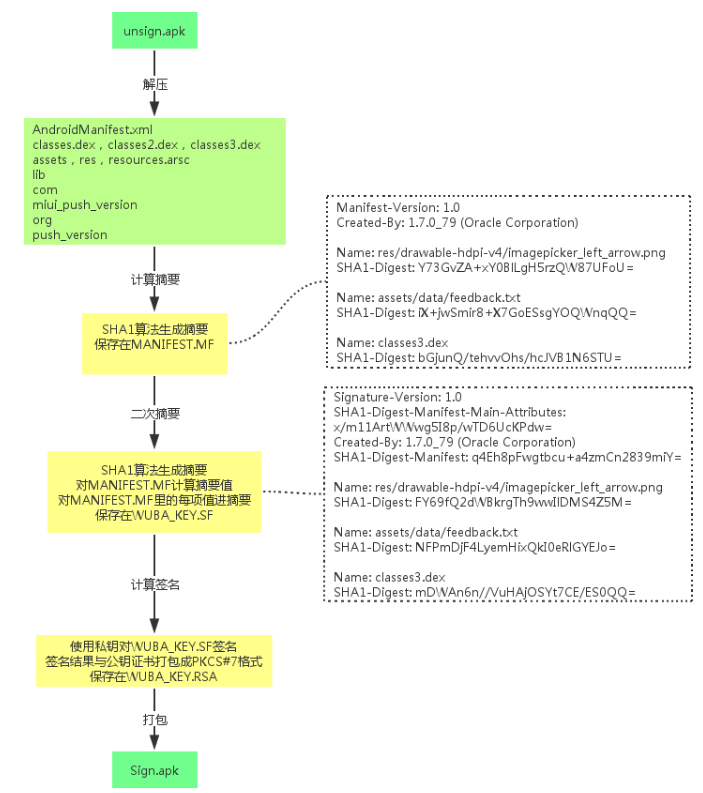 unsign.apk
解压
AndroidManifest.xml
classes.dex , classes2.dex , classes3.dex
assets , res , resources.arsc
lib
com
miui_push_version
org
push_version
计算摘要
SHA1算法生成摘要
保存在MANIFEST.MF
Manifest-Version: 1.0
Created-By: 1.7.0_79 (Oracle Corporation)
Name: res/drawable-hdpi-v4/imagepicker_left_arrow.png
SHA1-Digest: Y73GvZA+xY0BlLgH5rzQW87UFoU=
Name: assets/data/feedback.txt
SHA1-Digest: iX+jwSmir8+X7GoESsgYOQWnqQQ=
Name: classes3.dex
SHA1-Digest: bGjunQ/tehvvOhs/hcJVB1N6STU=
二次摘要
SHA1算法生成摘要
对MANIFEST.MF计算摘要值
对MANIFEST.MF里的每项值进摘要
保存在WUBA_KEY.SF
Signature-Version: 1.0
SHA1-Digest-Manifest-Main-Attributes:
x/m11ArtWWwg5I8p/wTD6UcKPdw=
Created-By: 1.7.0_79 (Oracle Corporation)
SHA1-Digest-Manifest: q4Eh8pFwgtbcu+a4zmCn2839miY=
Name: res/drawable-hdpi-v4/imagepicker_left_arrow.png
SHA1-Digest: FY69fQ2dWBkrgTh9wwIlDMS4Z5M=
Name: assets/data/feedback.txt
SHA1-Digest: NFPmDjF4LyemHixQkI0eRlGYEJo=
Name: classes3.dex
SHA1-Digest: mDWAn6n//VuHAjOSYt7CE/ES0QQ=
计算签名
使用私钥对WUBA_KEY.SF签名
签名结果与公钥证书打包成PKCS#7格式
保存在WUBA_KEY.RSA
打包
Sign.apk